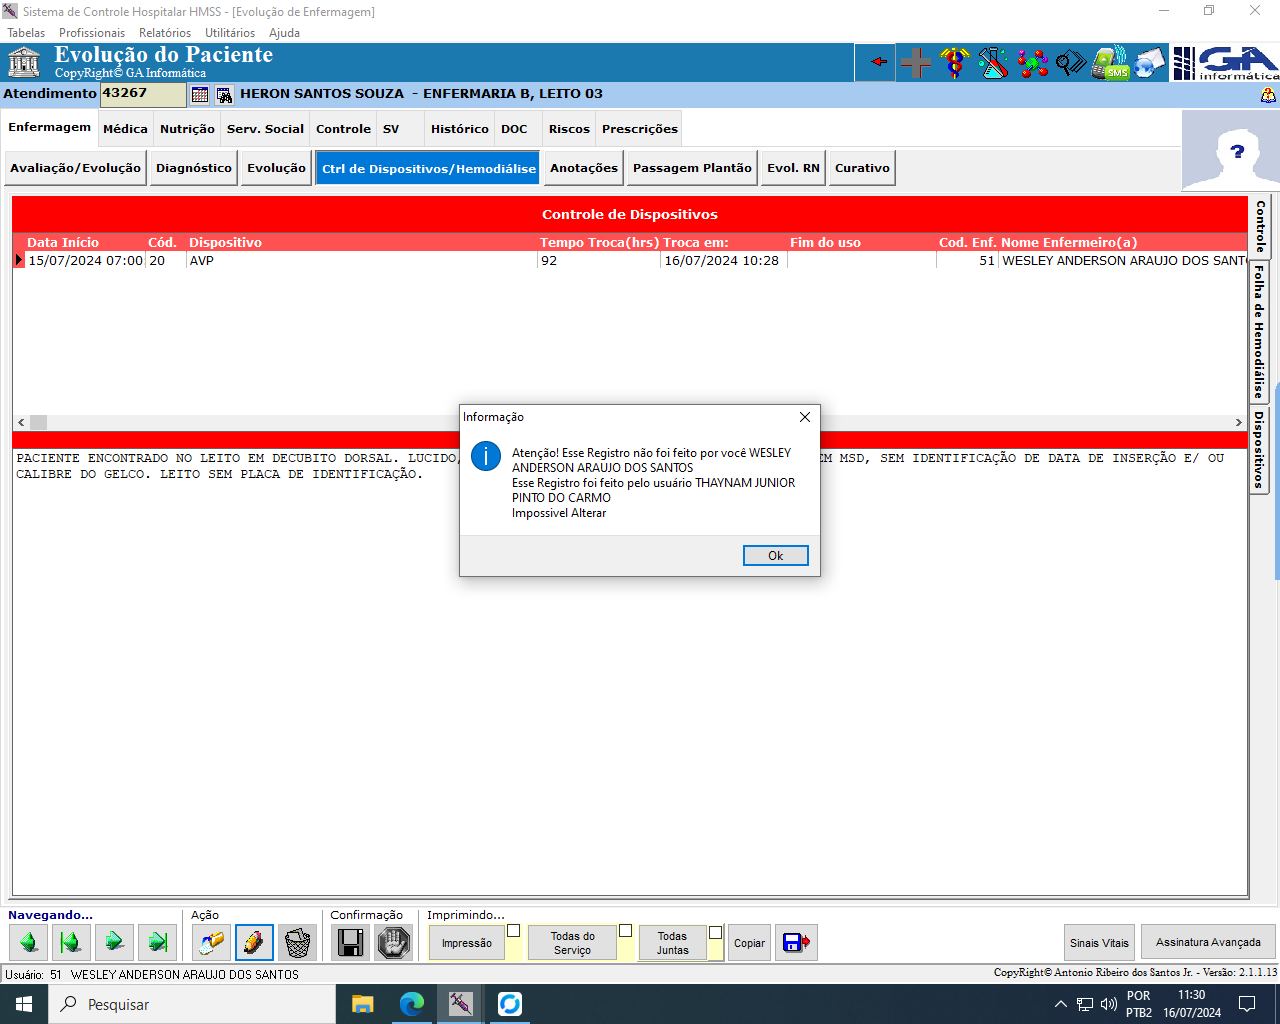 Sistema de Controle Hospitalar HMSS - [Evolução de Enfermagem]
Tabelas Profissionais Relatórios Utilitários Ajuda
Evolução do Paciente
CopyRight© GA Informática
SMS
GA informática
Atendimento 43267 HERON SANTOS SOUZA - ENFERMARIA B, LEITO 03
Enfermagem Médica Nutrição Serv. Social Controle SV Histórico DOC Riscos Prescrições
?
Avaliação/Evolução Diagnóstico Evolução Ctrl de Dispositivos/Hemodiálise Anotações Passagem Plantão Evol. RN Curativo
Controle de Dispositivos
Data Início Cód. Dispositivo Tempo Troca(hrs) Troca em: Fim do uso Cod. Enf. Nome Enfermeiro(a)
15/07/2024 07:00 20 AVP 92 16/07/2024 10:28 51 WESLEY ANDERSON ARAUJO DOS SANT
Controle
Folha de Hemodiálise
Dispositivos
PACIENTE ENCONTRADO NO LEITO EM DECUBITO DORSAL. LUCIDO, EM MSD, SEM IDENTIFICAÇÃO DE DATA DE INSERÇÃO E/ OU
CALIBRE DO GELCO. LEITO SEM PLACA DE IDENTIFICAÇÃO.
Informação
Atenção! Esse Registro não foi feito por você WESLEY
ANDERSON ARAUJO DOS SANTOS
Esse Registro foi feito pelo usuário THAYNAM JUNIOR
PINTO DO CARMO
Impossivel Alterar
Ok
Navegando... Ação Confirmação Imprimindo...
Impressão Todas do Serviço Todas Juntas Copiar Sinais Vitais Assinatura Avançada
Usuário: 51 WESLEY ANDERSON ARAUJO DOS SANTOS CopyRight© Antonio Ribeiro dos Santos Jr. - Versão: 2.1.1.13
Pesquisar
POR 11:30
PTB2 16/07/2024